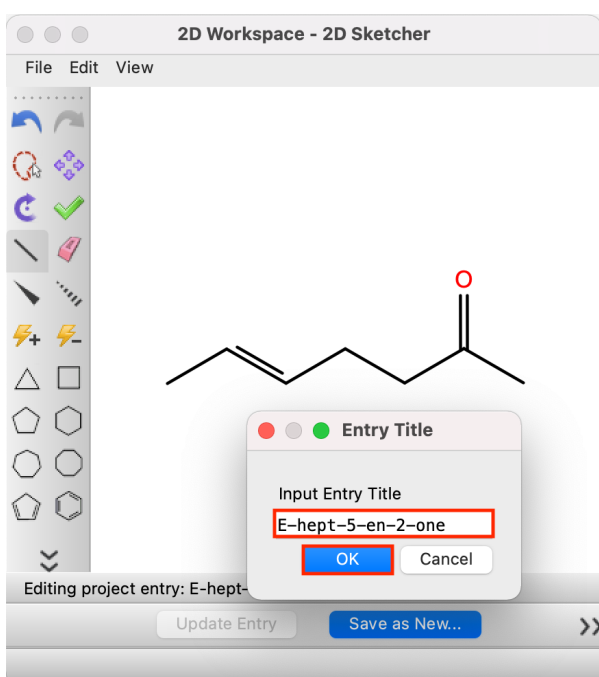 2D Workspace - 2D Sketcher
File Edit View
O
Entry Title
Input Entry Title
E-hept-5-en-2-one
OK Cancel
Editing project entry: E-hept-
Update Entry Save as New...